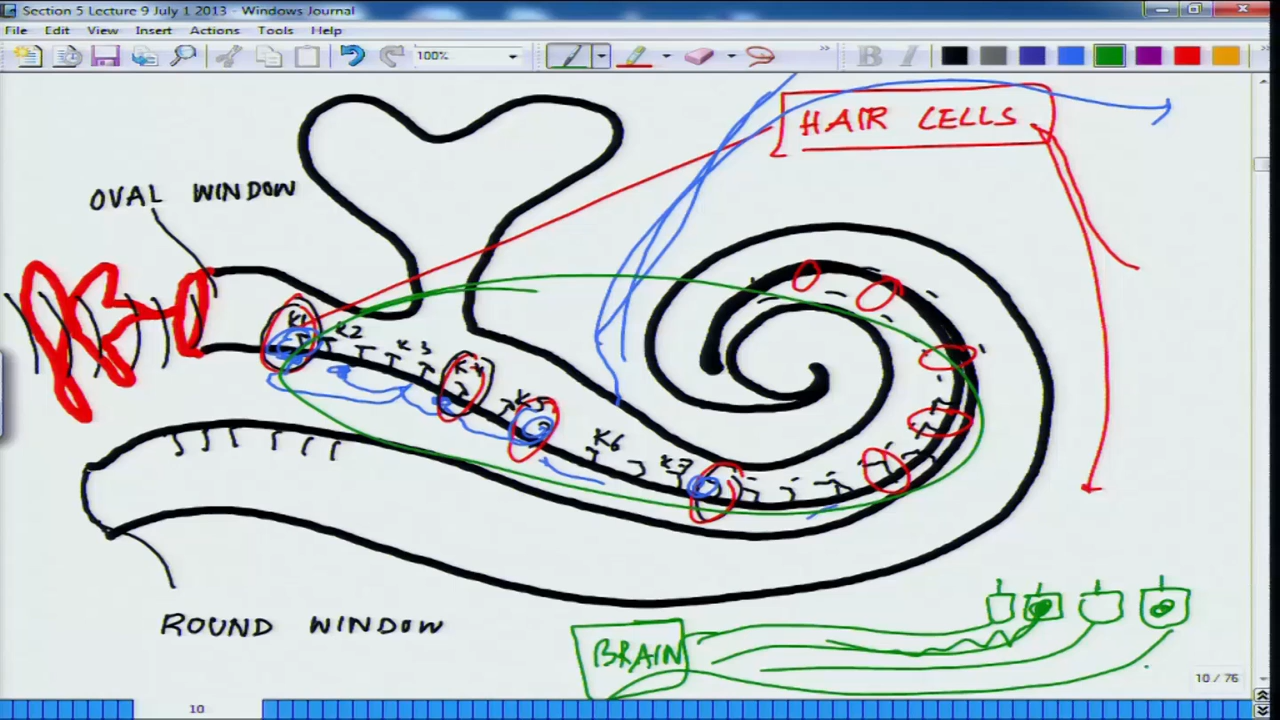 Section 5 Lecture 9 July 1 2013 - Windows Journal
File Edit View Insert Actions Tools Help
100%
B I
HAIR CELLS
OVAL WINDOW
K1
K2
K3
K4
K5
K6
K7
ROUND WINDOW
BRAIN
10 / 76
10